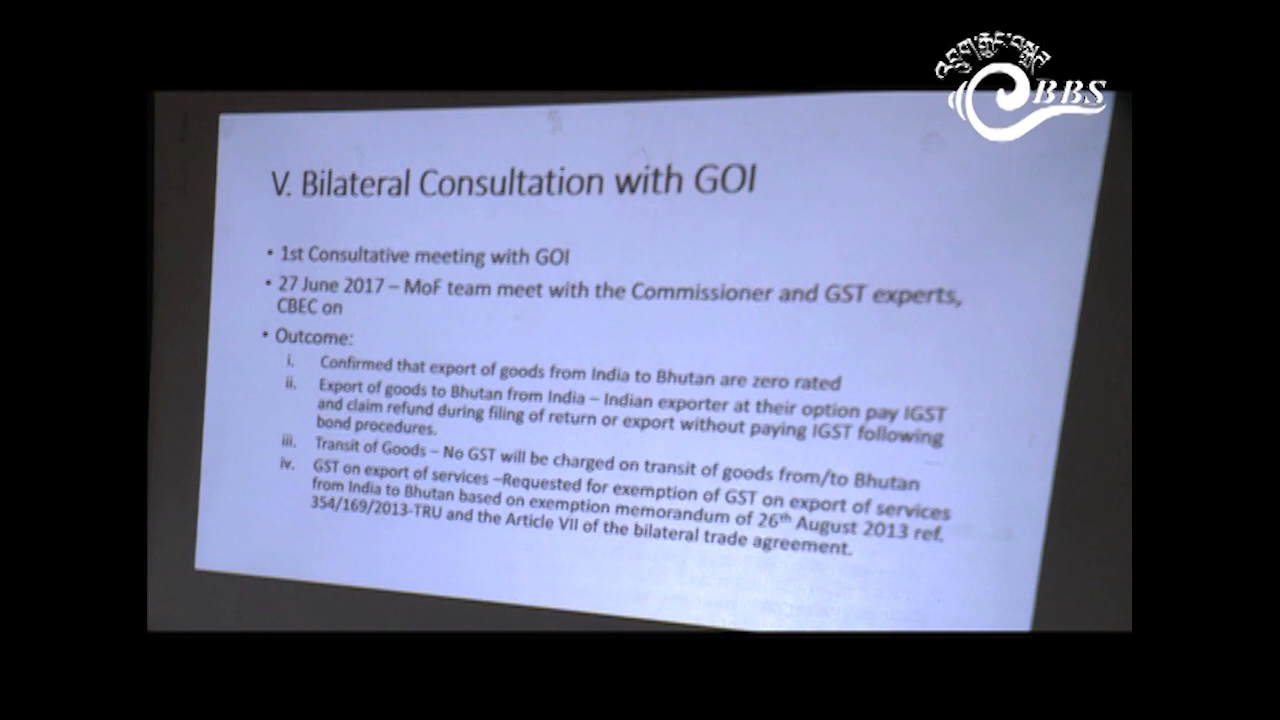 འབྲུག་རྒྱང་བསྒྲགས
BBS
V. Bilateral Consultation with GOI
• 1st Consultative meeting with GOI
• 27 June 2017 – MoF team meet with the Commissioner and GST experts,
CBEC on
• Outcome:
i. Confirmed that export of goods from India to Bhutan are zero rated
ii. Export of goods to Bhutan from India – Indian exporter at their option pay IGST
and claim refund during filing of return or export without paying IGST following
bond procedures.
iii. Transit of Goods – No GST will be charged on transit of goods from/to Bhutan
iv. GST on export of services –Requested for exemption of GST on export of services
from India to Bhutan based on exemption memorandum of 26th August 2013 ref.
354/169/2013-TRU and the Article VII of the bilateral trade agreement.